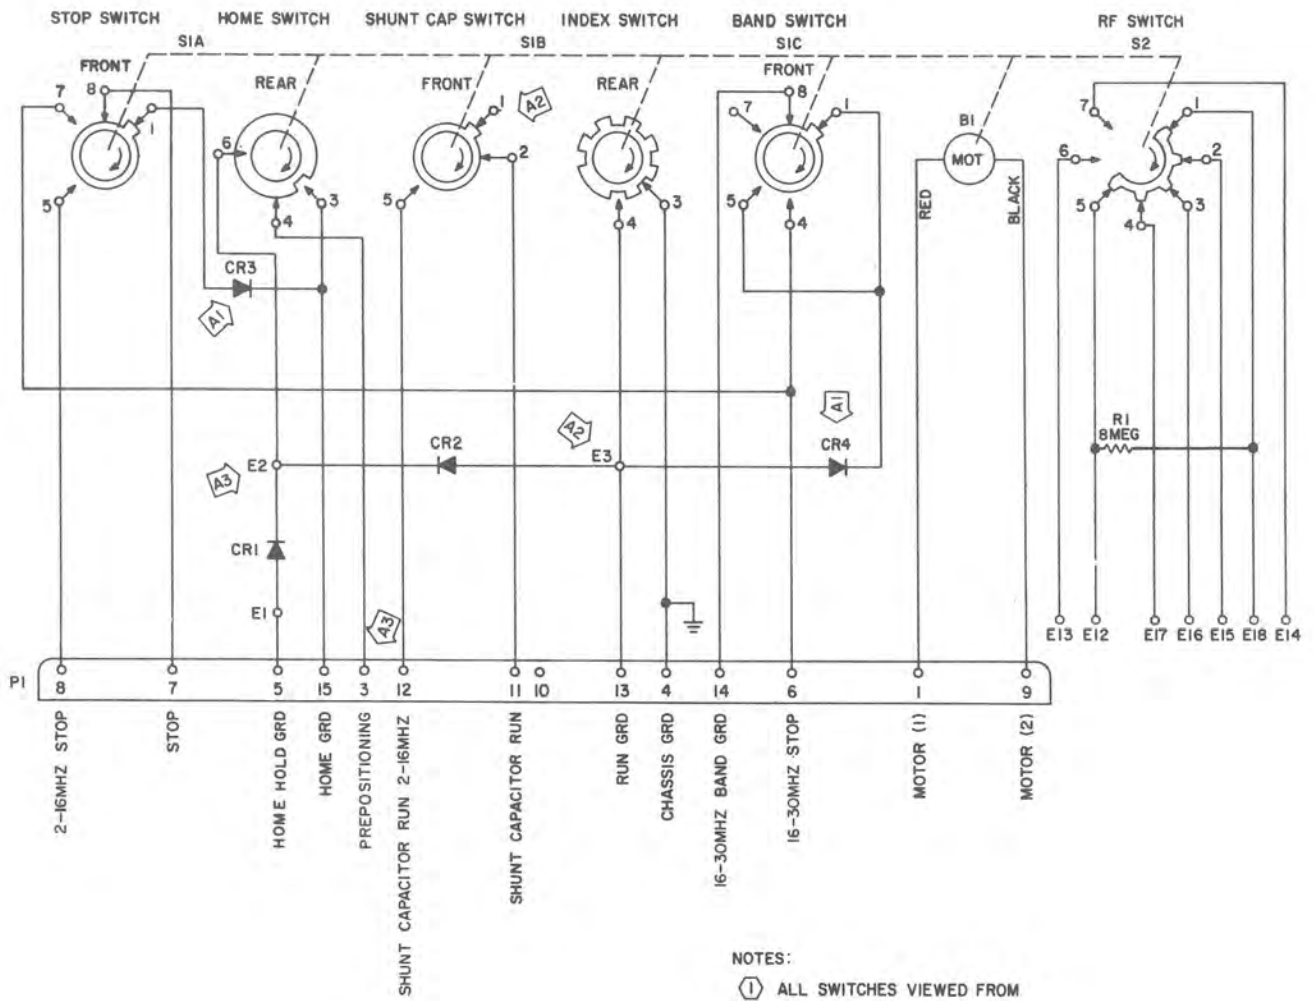 STOP SWITCH HOME SWITCH SHUNT CAP SWITCH INDEX SWITCH BAND SWITCH RF SWITCH
S1A S1B S1C S2
FRONT REAR FRONT REAR FRONT
7 8 1 5
6 3 4
1 2 5
3 4
7 8 1 5 4
B1
MOT
RED BLACK
7 1 6 2 5 4 3
A2
CR3
A1
A1
A2
CR2 E3 CR4
E2
A3
R1
8MEG
CR1
E1
A3
E13 E12 E17 E16 E15 E18 E14
P1
8 7 5 15 3 12 11 10 13 4 14 6 1 9
2-16MHZ STOP
STOP
HOME HOLD GRD
HOME GRD
PREPOSITIONING
SHUNT CAPACITOR RUN 2-16MHZ
SHUNT CAPACITOR RUN
RUN GRD
CHASSIS GRD
16-30MHZ BAND GRD
16-30MHZ STOP
MOTOR (1)
MOTOR (2)
NOTES:
1 ALL SWITCHES VIEWED FROM